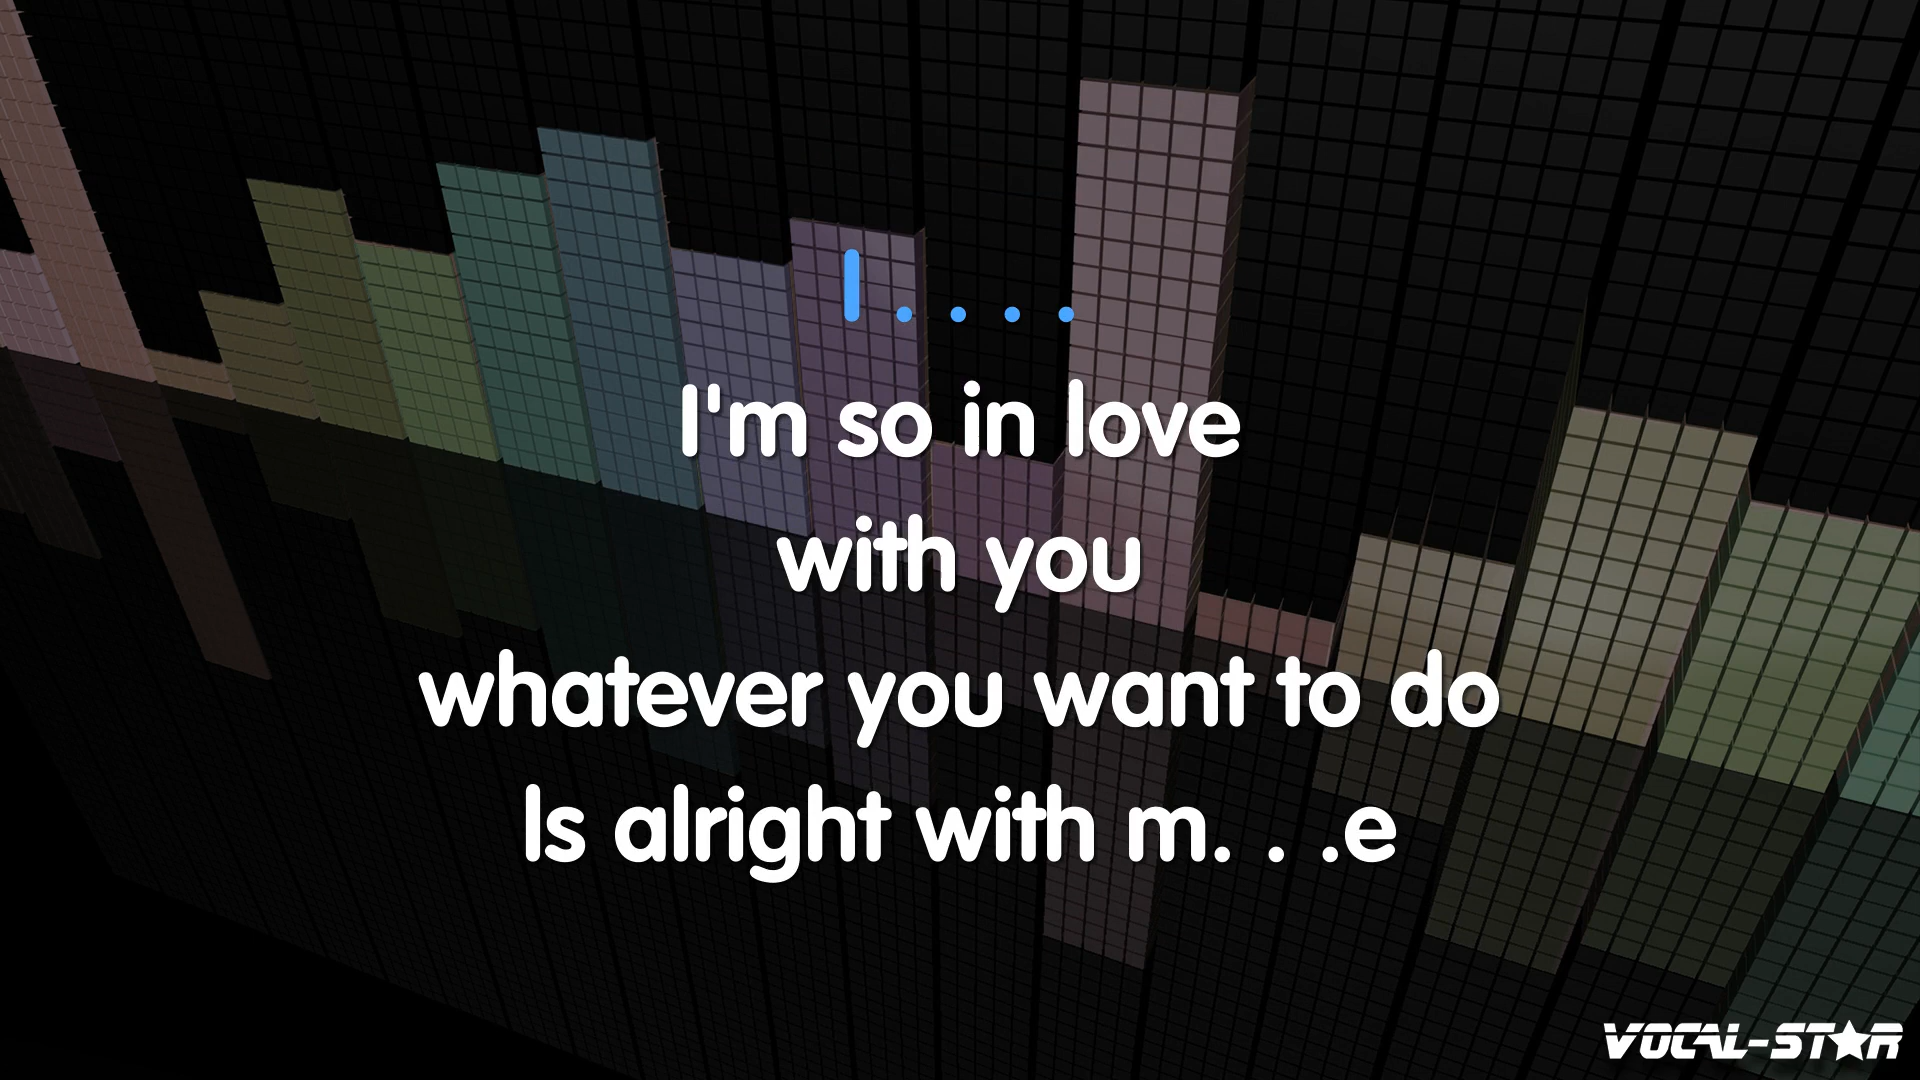 I . . . .
I'm so in love
with you
whatever you want to do
Is alright with m. . .e
VOCAL-STAR